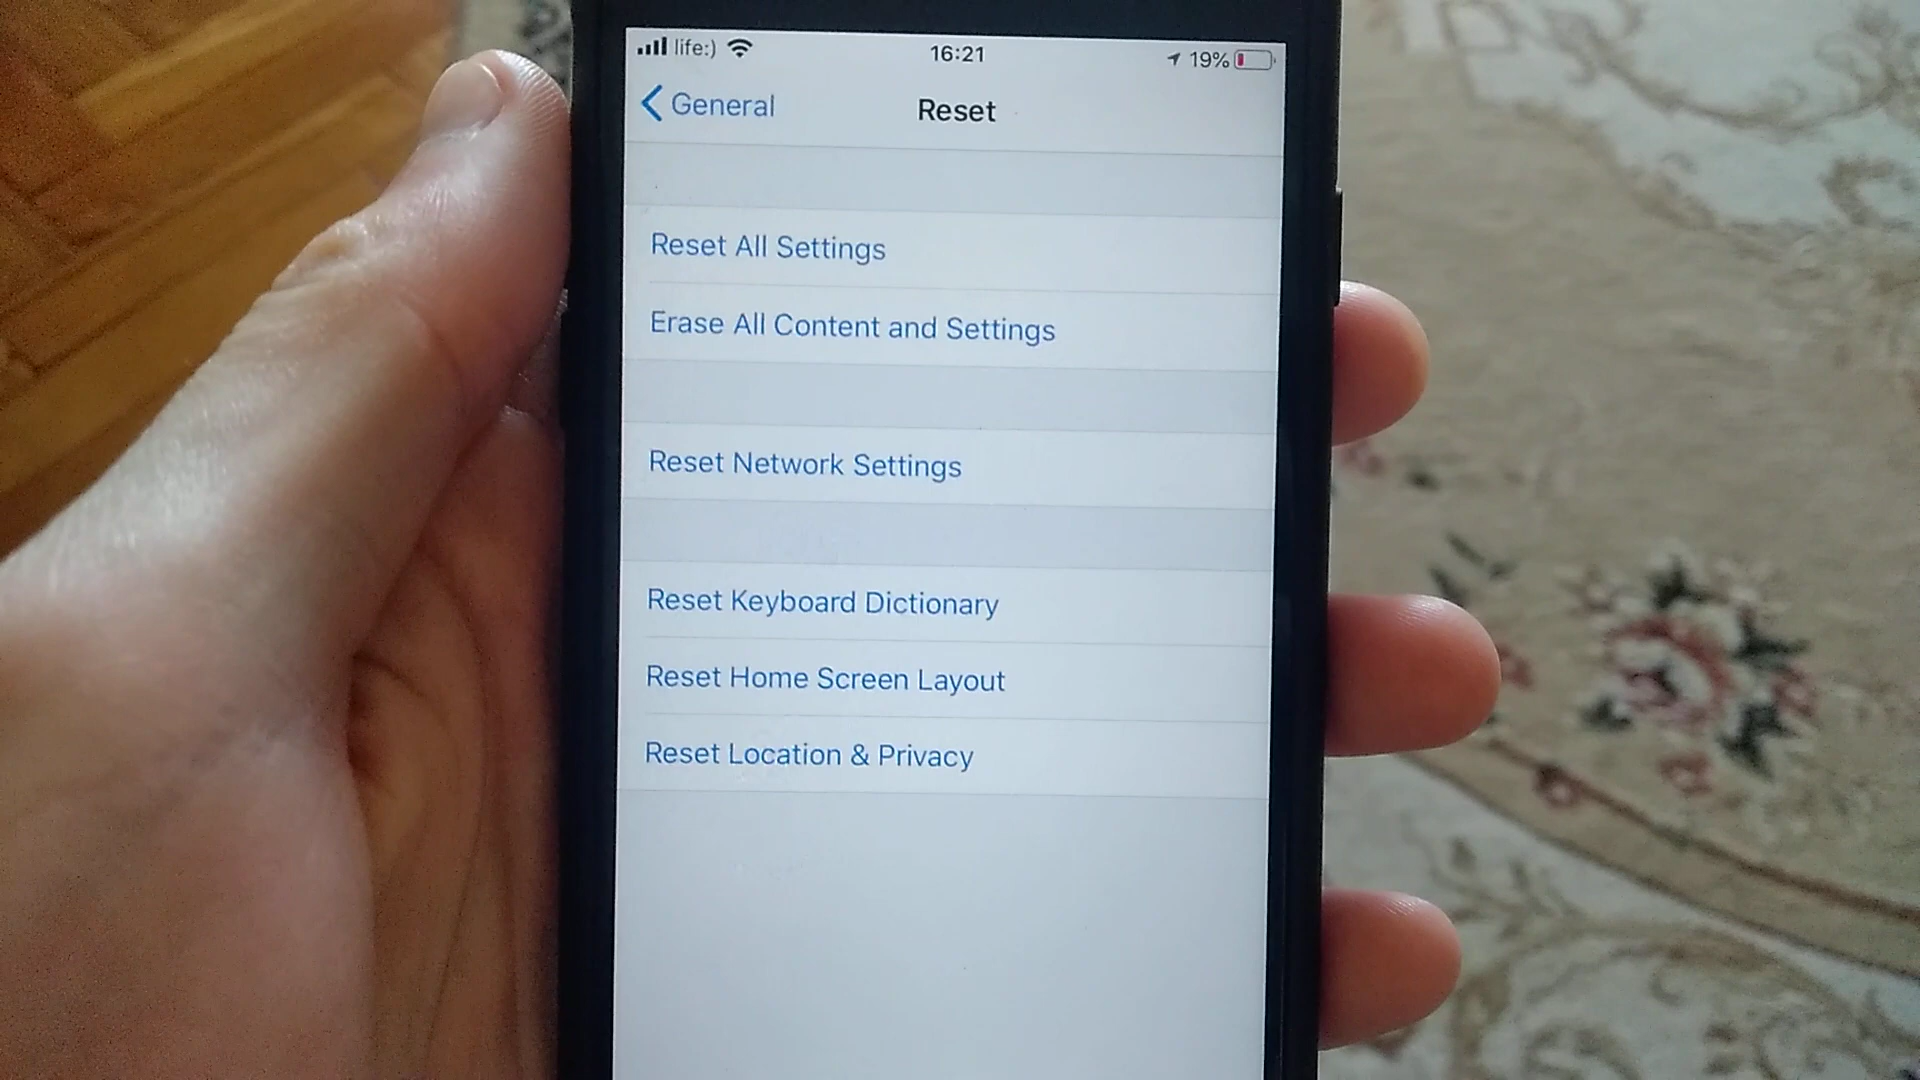 life:) 16:21 19%
General Reset
Reset All Settings
Erase All Content and Settings
Reset Network Settings
Reset Keyboard Dictionary
Reset Home Screen Layout
Reset Location & Privacy